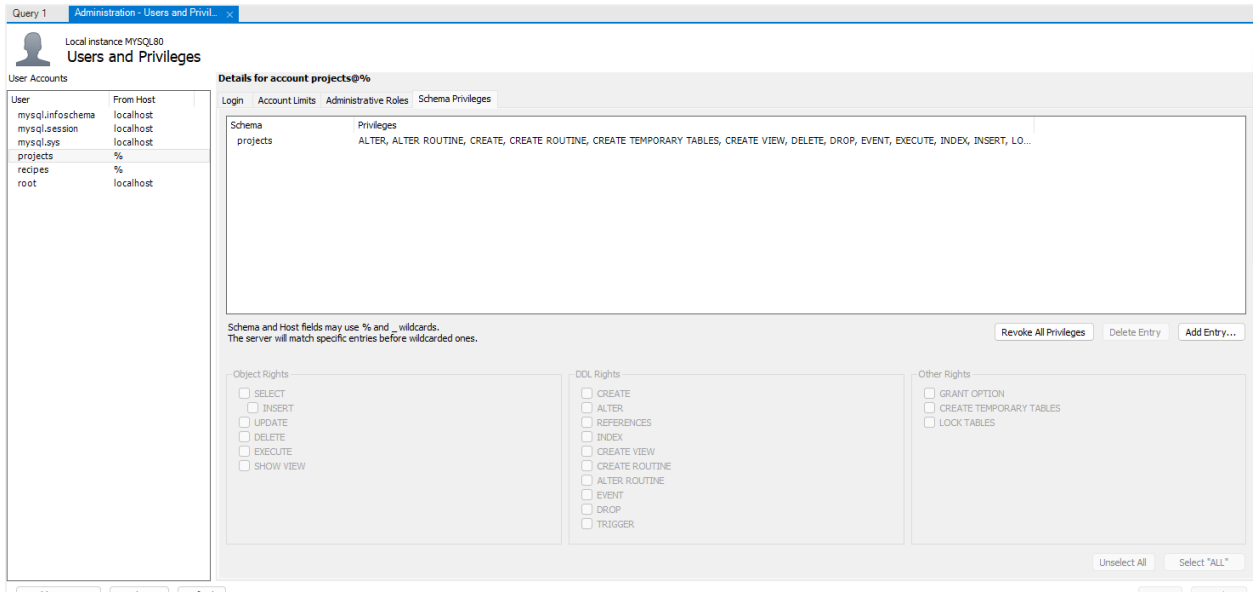 Query 1
Administration - Users and Privil...
Local instance MYSQL80
Users and Privileges
User Accounts
User From Host
mysql.infoschema localhost
mysql.session localhost
mysql.sys localhost
projects %
recipes %
root localhost
Details for account projects@%
Login Account Limits Administrative Roles Schema Privileges
Schema Privileges
projects ALTER, ALTER ROUTINE, CREATE, CREATE ROUTINE, CREATE TEMPORARY TABLES, CREATE VIEW, DELETE, DROP, EVENT, EXECUTE, INDEX, INSERT, LO...
Schema and Host fields may use % and _ wildcards.
The server will match specific entries before wildcarded ones.
Revoke All Privileges Delete Entry Add Entry...
Object Rights
SELECT
INSERT
UPDATE
DELETE
EXECUTE
SHOW VIEW
DDL Rights
CREATE
ALTER
REFERENCES
INDEX
CREATE VIEW
CREATE ROUTINE
ALTER ROUTINE
EVENT
DROP
TRIGGER
Other Rights
GRANT OPTION
CREATE TEMPORARY TABLES
LOCK TABLES
Unselect All Select "ALL"